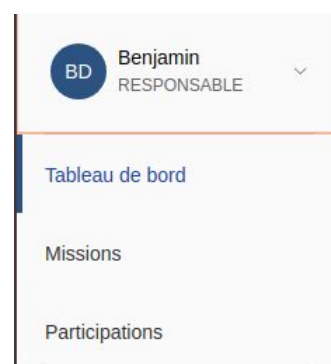 BD
Benjamin
RESPONSABLE
Tableau de bord
Missions
Participations